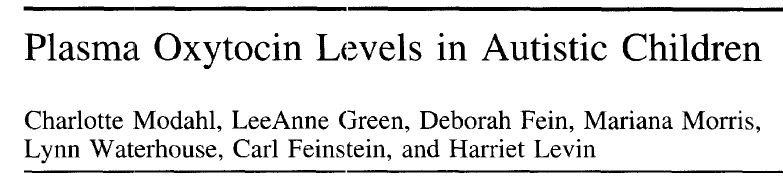 Plasma Oxytocin Levels in Autistic Children
Charlotte Modahl, LeeAnne Green, Deborah Fein, Mariana Morris,
Lynn Waterhouse, Carl Feinstein, and Harriet Levin